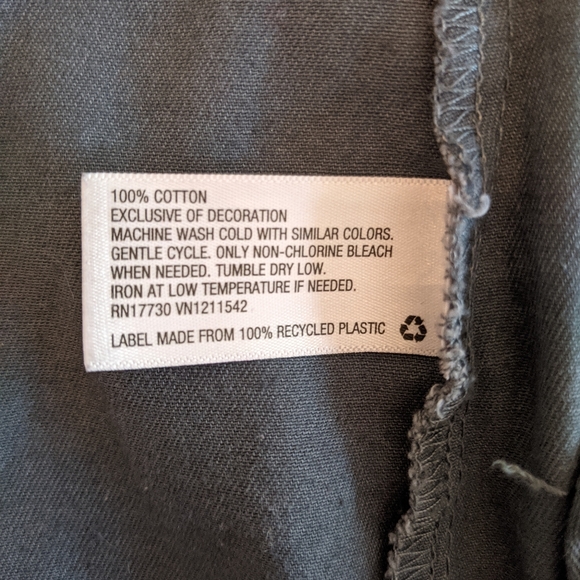 100% COTTON
EXCLUSIVE OF DECORATION
MACHINE WASH COLD WITH SIMILAR COLORS.
GENTLE CYCLE. ONLY NON-CHLORINE BLEACH
WHEN NEEDED. TUMBLE DRY LOW.
IRON AT LOW TEMPERATURE IF NEEDED.
RN17730 VN1211542
LABEL MADE FROM 100% RECYCLED PLASTIC